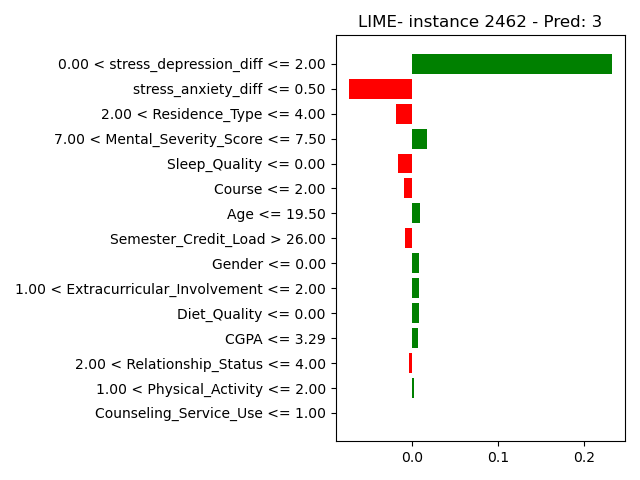 LIME- instance 2462 - Pred: 3
0.00 < stress_depression_diff <= 2.00
stress_anxiety_diff <= 0.50
2.00 < Residence_Type <= 4.00
7.00 < Mental_Severity_Score <= 7.50
Sleep_Quality <= 0.00
Course <= 2.00
Age <= 19.50
Semester_Credit_Load > 26.00
Gender <= 0.00
1.00 < Extracurricular_Involvement <= 2.00
Diet_Quality <= 0.00
CGPA <= 3.29
2.00 < Relationship_Status <= 4.00
1.00 < Physical_Activity <= 2.00
Counseling_Service_Use <= 1.00
0.0 0.1 0.2